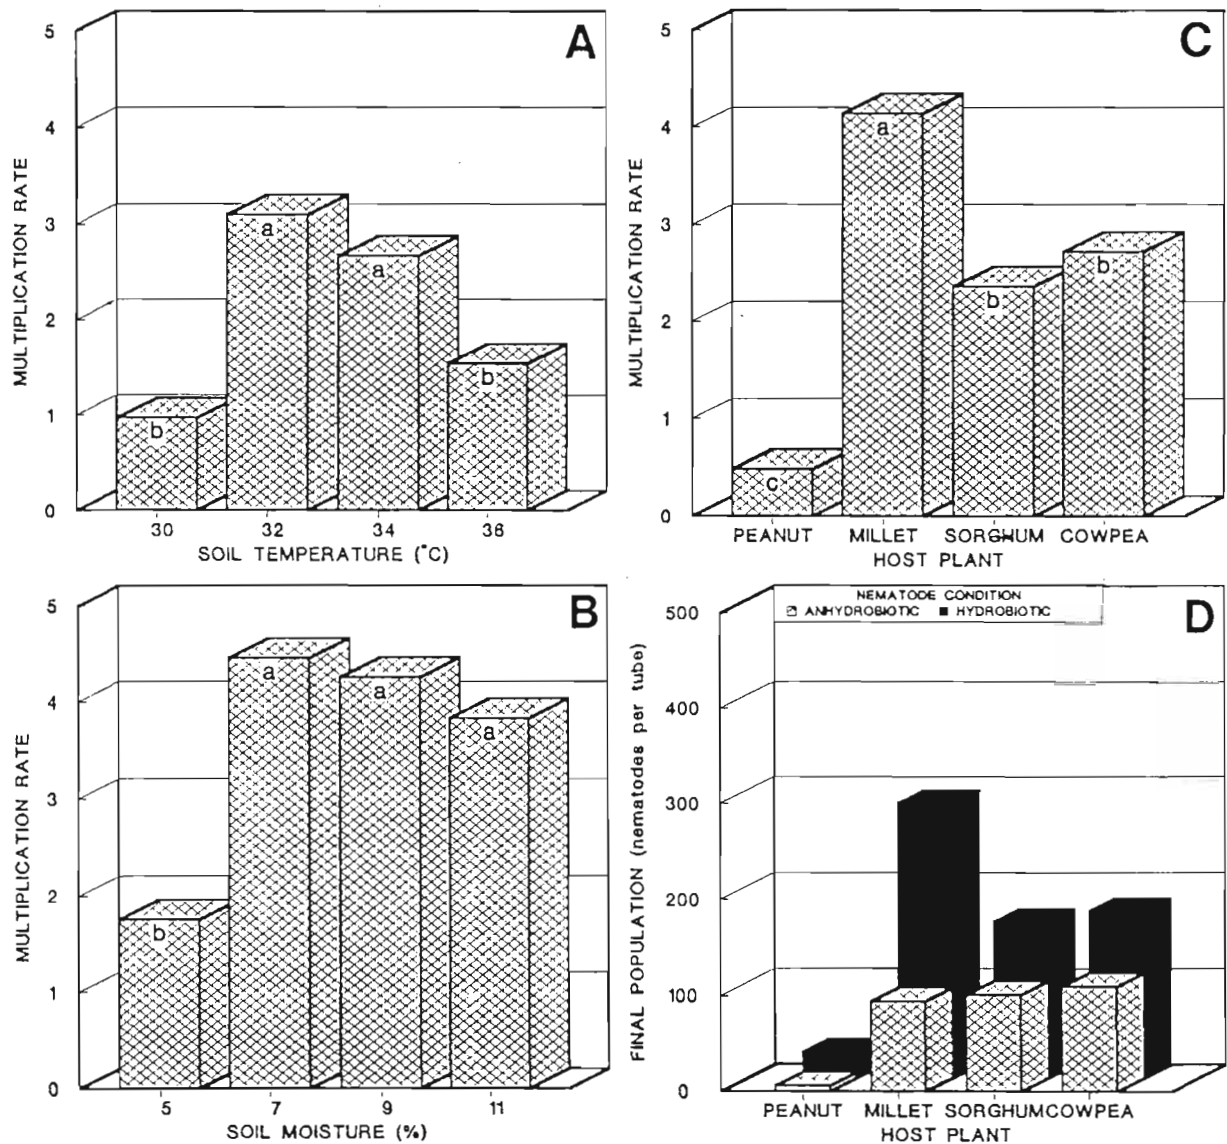 A
5
4
3
2
1
0
MULTIPLICATION RATE
b
a
a
b
30 32 34 36
SOIL TEMPERATURE (°C)
C
5
4
3
2
1
0
MULTIPLICATION RATE
c
a
b
b
PEANUT MILLET SORGHUM COWPEA
HOST PLANT
B
5
4
3
2
1
0
MULTIPLICATION RATE
b
a
a
a
5 7 9 11
SOIL MOISTURE (%)
D
NEMATODE CONDITION
ANHYDROBIOTIC HYDROBIOTIC
500
400
300
200
100
0
FINAL POPULATION (nematodes per tube)
PEANUT MILLET SORGHUM COWPEA
HOST PLANT